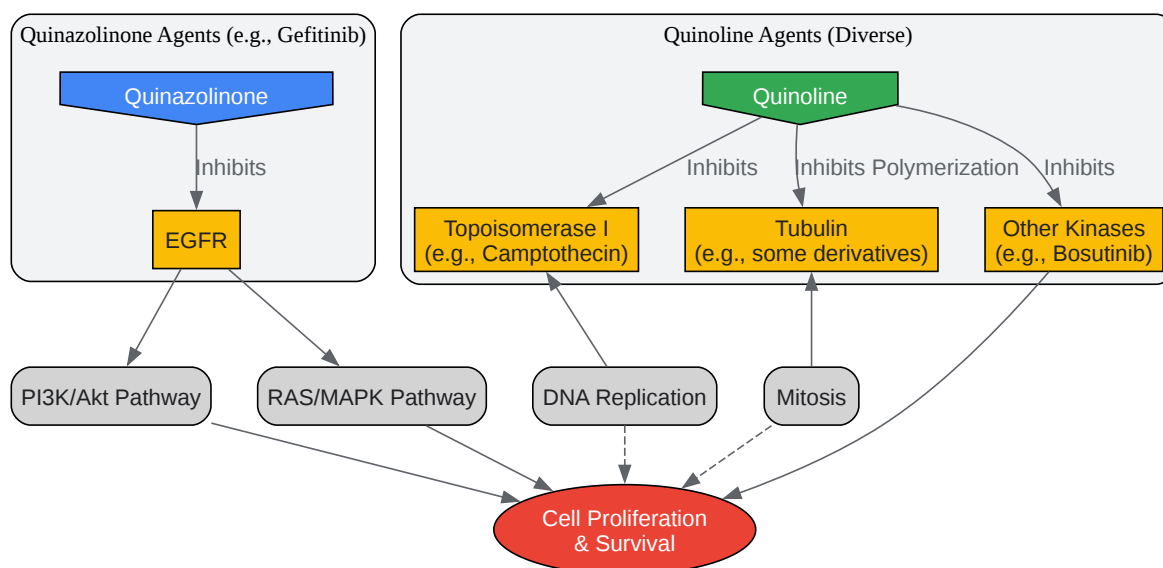 Quinazolinone Agents (e.g., Gefitinib)
Quinoline Agents (Diverse)
Quinazolinone
Quinoline
Inhibits
Inhibits
Inhibits Polymerization
Inhibits
EGFR
Topoisomerase I
(e.g., Camptothecin)
Tubulin
(e.g., some derivatives)
Other Kinases
(e.g., Bosutinib)
PI3K/Akt Pathway
RAS/MAPK Pathway
DNA Replication
Mitosis
Cell Proliferation
& Survival